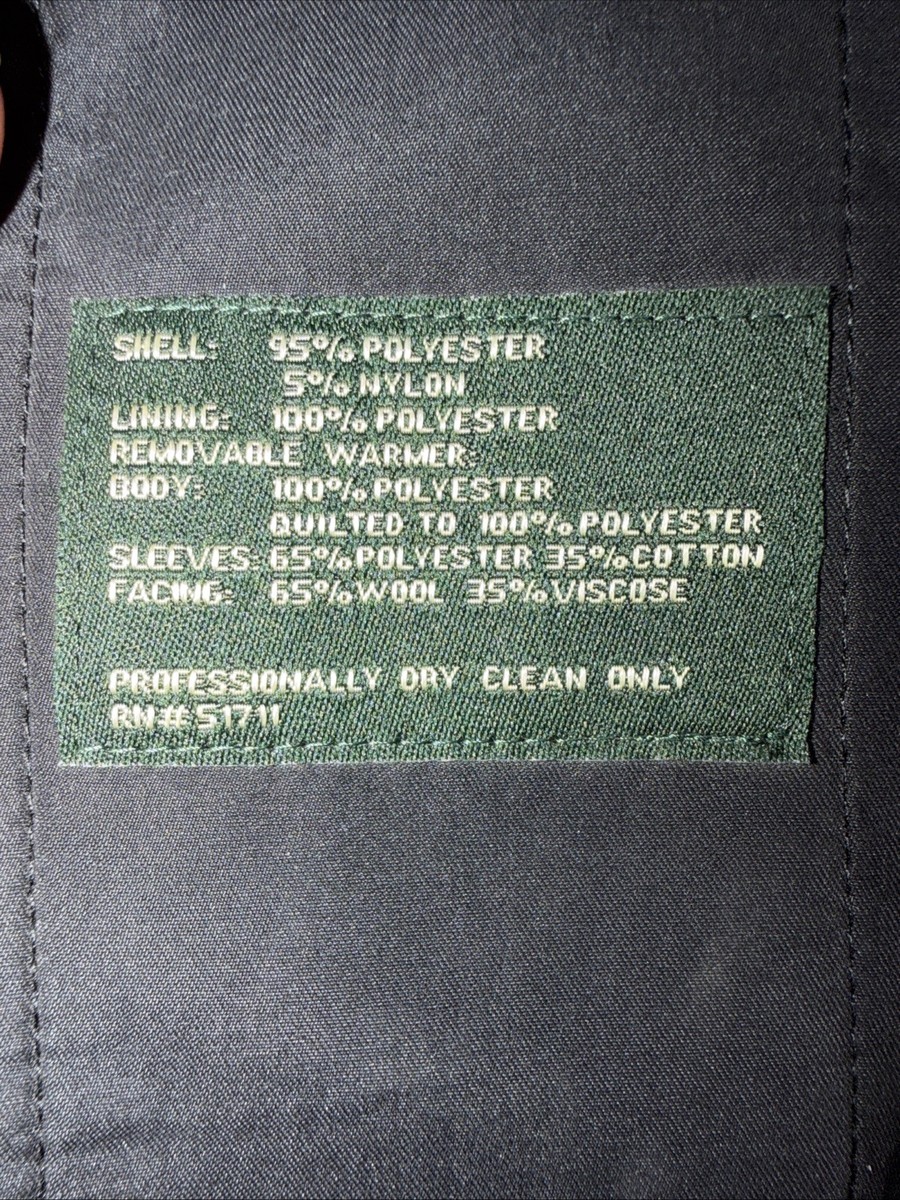 SHELL: 95% POLYESTER
5% NYLON
LINING: 100% POLYESTER
REMOVABLE WARMER:
BODY: 100% POLYESTER
QUILTED TO 100% POLYESTER
SLEEVES: 65% POLYESTER 35% COTTON
FACING: 65% WOOL 35% VISCOSE
PROFESSIONALLY DRY CLEAN ONLY
RN# 51711